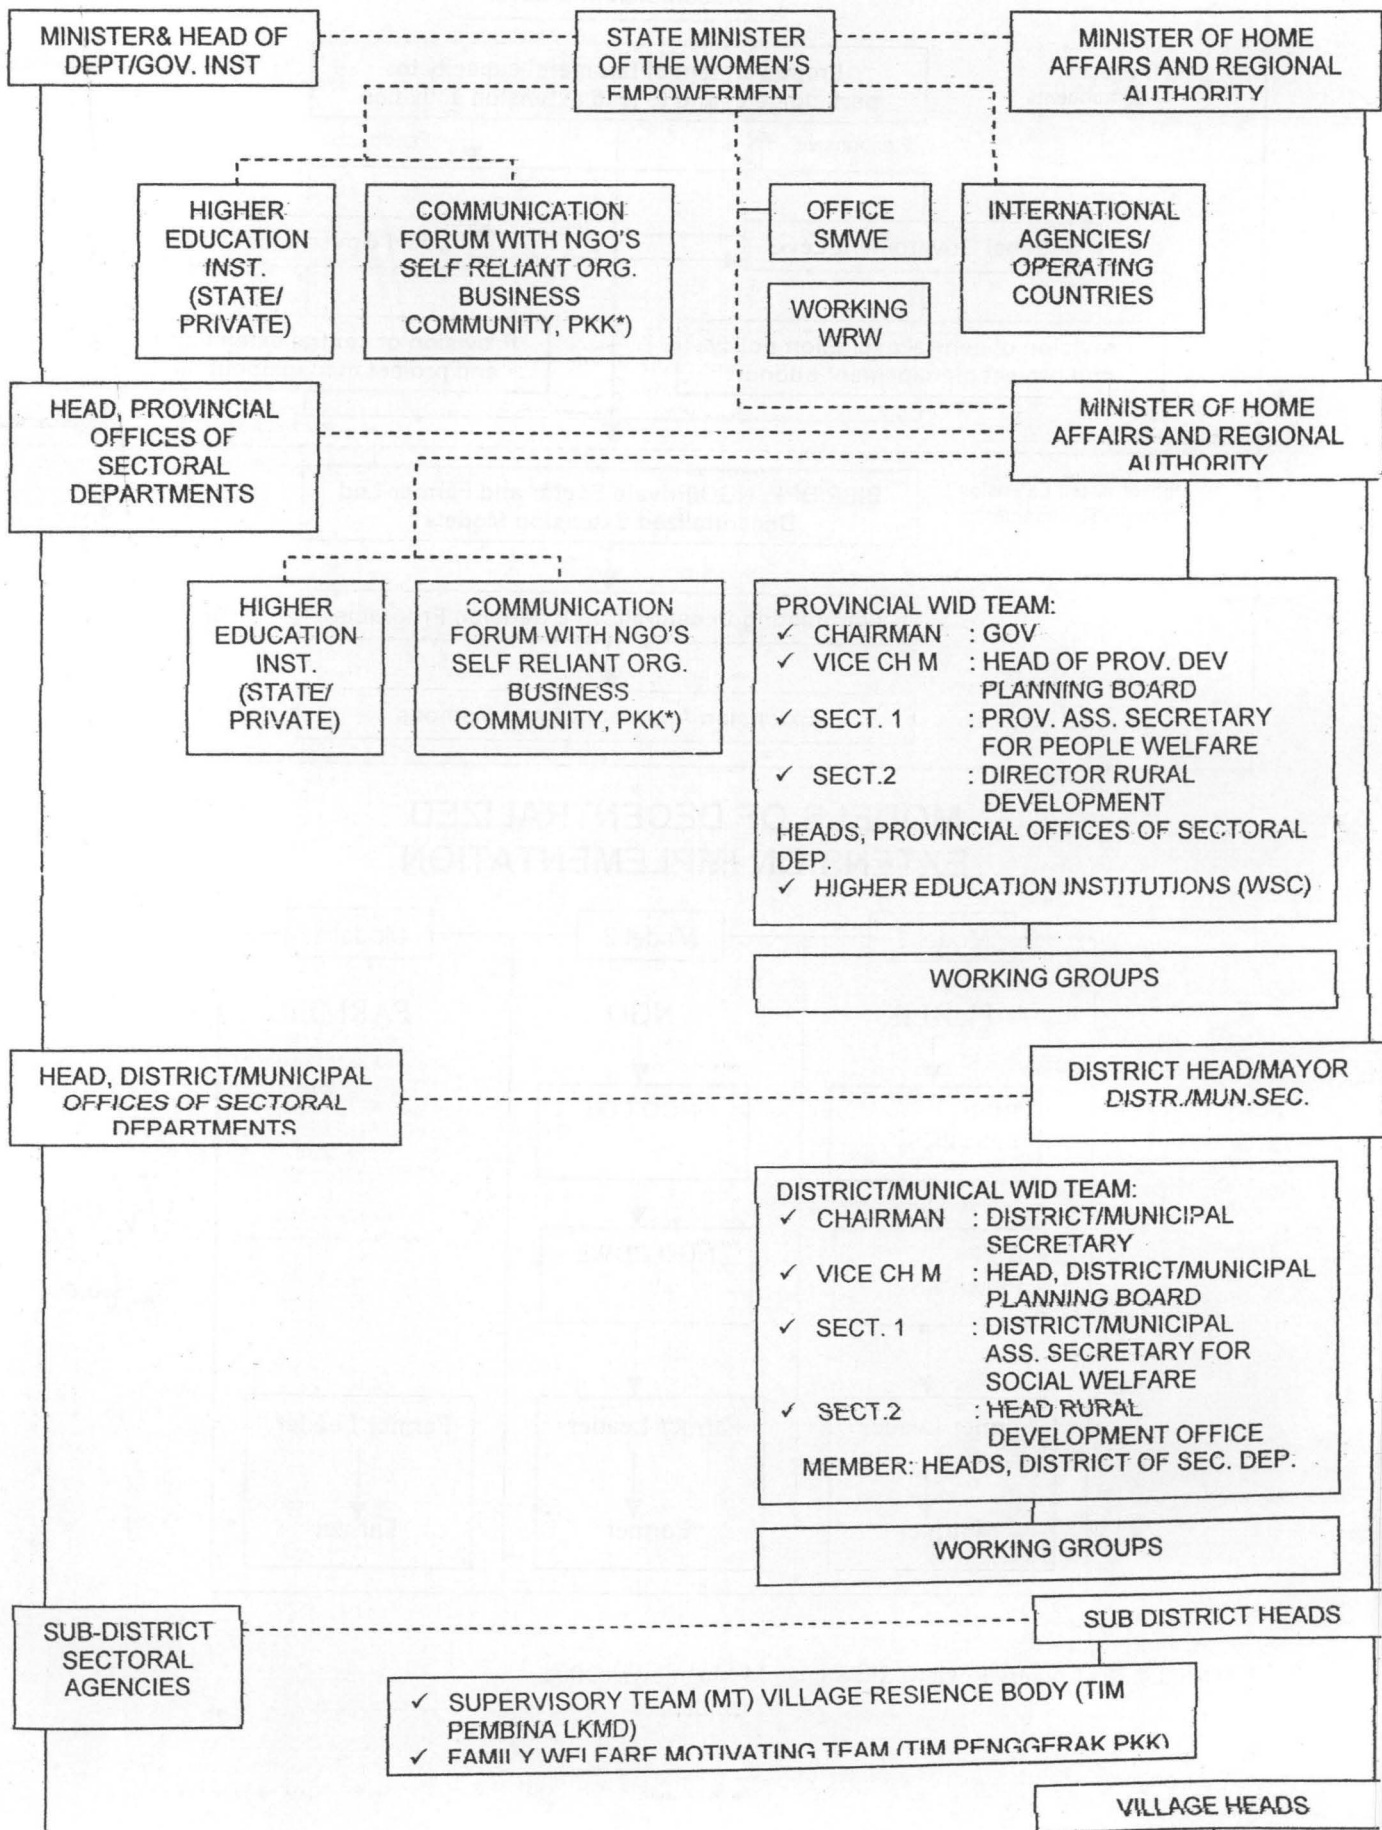 MINISTER& HEAD OF
DEPT/GOV. INST
STATE MINISTER
OF THE WOMEN'S
EMPOWERMENT
MINISTER OF HOME
AFFAIRS AND REGIONAL
AUTHORITY
HIGHER
EDUCATION
INST.
(STATE/
PRIVATE)
COMMUNICATION
FORUM WITH NGO'S
SELF RELIANT ORG.
BUSINESS
COMMUNITY, PKK*)
OFFICE
SMWE
WORKING
WRW
INTERNATIONAL
AGENCIES/
OPERATING
COUNTRIES
HEAD, PROVINCIAL
OFFICES OF
SECTORAL
DEPARTMENTS
MINISTER OF HOME
AFFAIRS AND REGIONAL
AUTHORITY
HIGHER
EDUCATION
INST.
(STATE/
PRIVATE)
COMMUNICATION
FORUM WITH NGO'S
SELF RELIANT ORG.
BUSINESS
COMMUNITY, PKK*)
PROVINCIAL WID TEAM:
✓ CHAIRMAN : GOV
✓ VICE CH M : HEAD OF PROV. DEV
PLANNING BOARD
✓ SECT. 1 : PROV. ASS. SECRETARY
FOR PEOPLE WELFARE
✓ SECT.2 : DIRECTOR RURAL
DEVELOPMENT
HEADS, PROVINCIAL OFFICES OF SECTORAL
DEP.
✓ HIGHER EDUCATION INSTITUTIONS (WSC)
WORKING GROUPS
HEAD, DISTRICT/MUNICIPAL
OFFICES OF SECTORAL
DEPARTMENTS
DISTRICT HEAD/MAYOR
DISTR./MUN.SEC.
DISTRICT/MUNICAL WID TEAM:
✓ CHAIRMAN : DISTRICT/MUNICIPAL
SECRETARY
✓ VICE CH M : HEAD, DISTRICT/MUNICIPAL
PLANNING BOARD
✓ SECT. 1 : DISTRICT/MUNICIPAL
ASS. SECRETARY FOR
SOCIAL WELFARE
✓ SECT.2 : HEAD RURAL
DEVELOPMENT OFFICE
MEMBER: HEADS, DISTRICT OF SEC. DEP.
WORKING GROUPS
SUB-DISTRICT
SECTORAL
AGENCIES
SUB DISTRICT HEADS
✓ SUPERVISORY TEAM (MT) VILLAGE RESIENCE BODY (TIM
PEMBINA LKMD)
✓ FAMILY WELFARE MOTIVATING TEAM (TIM PENGGERAK PKK)
VILLAGE HEADS